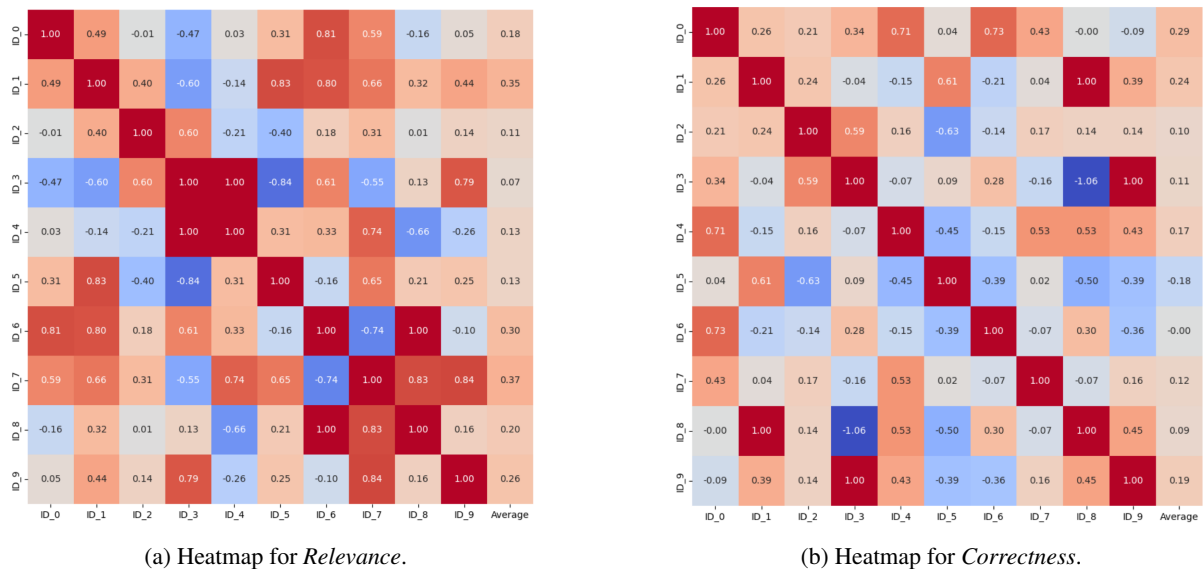 ID_0 1.00 0.49 -0.01 -0.47 0.03 0.31 0.81 0.59 -0.16 0.05 0.18
ID_1 0.49 1.00 0.40 -0.60 -0.14 0.83 0.80 0.66 0.32 0.44 0.35
ID_2 -0.01 0.40 1.00 0.60 -0.21 -0.40 0.18 0.31 0.01 0.14 0.11
ID_3 -0.47 -0.60 0.60 1.00 1.00 -0.84 0.61 -0.55 0.13 0.79 0.07
ID_4 0.03 -0.14 -0.21 1.00 1.00 0.31 0.33 0.74 -0.66 -0.26 0.13
ID_5 0.31 0.83 -0.40 -0.84 0.31 1.00 -0.16 0.65 0.21 0.25 0.13
ID_6 0.81 0.80 0.18 0.61 0.33 -0.16 1.00 -0.74 1.00 -0.10 0.30
ID_7 0.59 0.66 0.31 -0.55 0.74 0.65 -0.74 1.00 0.83 0.84 0.37
ID_8 -0.16 0.32 0.01 0.13 -0.66 0.21 1.00 0.83 1.00 0.16 0.20
ID_9 0.05 0.44 0.14 0.79 -0.26 0.25 -0.10 0.84 0.16 1.00 0.26
ID_0 ID_1 ID_2 ID_3 ID_4 ID_5 ID_6 ID_7 ID_8 ID_9 Average
(a) Heatmap for Relevance.
ID_0 1.00 0.26 0.21 0.34 0.71 0.04 0.73 0.43 -0.00 -0.09 0.29
ID_1 0.26 1.00 0.24 -0.04 -0.15 0.61 -0.21 0.04 1.00 0.39 0.24
ID_2 0.21 0.24 1.00 0.59 0.16 -0.63 -0.14 0.17 0.14 0.14 0.10
ID_3 0.34 -0.04 0.59 1.00 -0.07 0.09 0.28 -0.16 -1.06 1.00 0.11
ID_4 0.71 -0.15 0.16 -0.07 1.00 -0.45 -0.15 0.53 0.53 0.43 0.17
ID_5 0.04 0.61 -0.63 0.09 -0.45 1.00 -0.39 0.02 -0.50 -0.39 -0.18
ID_6 0.73 -0.21 -0.14 0.28 -0.15 -0.39 1.00 -0.07 0.30 -0.36 -0.00
ID_7 0.43 0.04 0.17 -0.16 0.53 0.02 -0.07 1.00 -0.07 0.16 0.12
ID_8 -0.00 1.00 0.14 -1.06 0.53 -0.50 0.30 -0.07 1.00 0.45 0.09
ID_9 -0.09 0.39 0.14 1.00 0.43 -0.39 -0.36 0.16 0.45 1.00 0.19
ID_0 ID_1 ID_2 ID_3 ID_4 ID_5 ID_6 ID_7 ID_8 ID_9 Average
(b) Heatmap for Correctness.